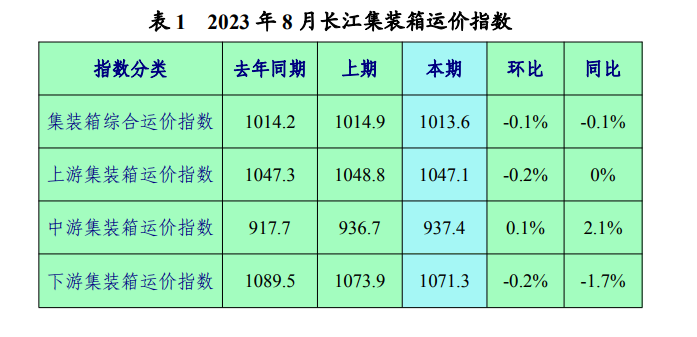 表 1 2023 年 8 月长江集装箱运价指数
指数分类 去年同期 上期 本期 环比 同比
集装箱综合运价指数 1014.2 1014.9 1013.6 -0.1% -0.1%
上游集装箱运价指数 1047.3 1048.8 1047.1 -0.2% 0%
中游集装箱运价指数 917.7 936.7 937.4 0.1% 2.1%
下游集装箱运价指数 1089.5 1073.9 1071.3 -0.2% -1.7%